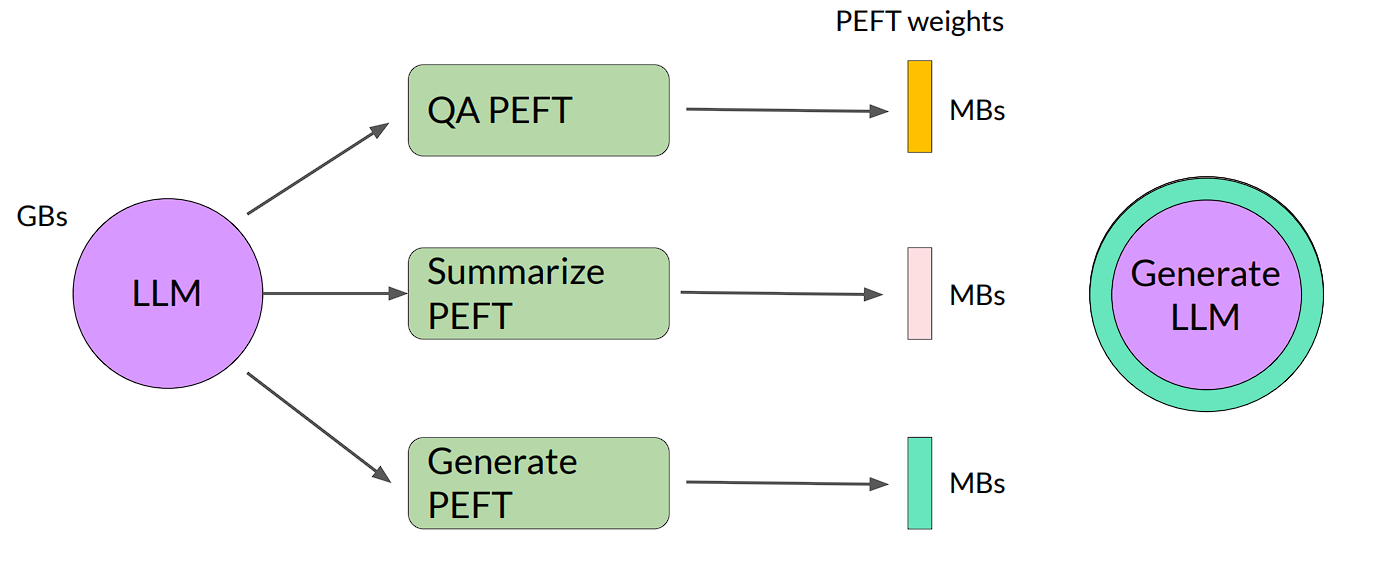 PEFT weights
QA PEFT
MBs
GBs
LLM
Summarize
PEFT
MBs
Generate
LLM
Generate
PEFT
MBs